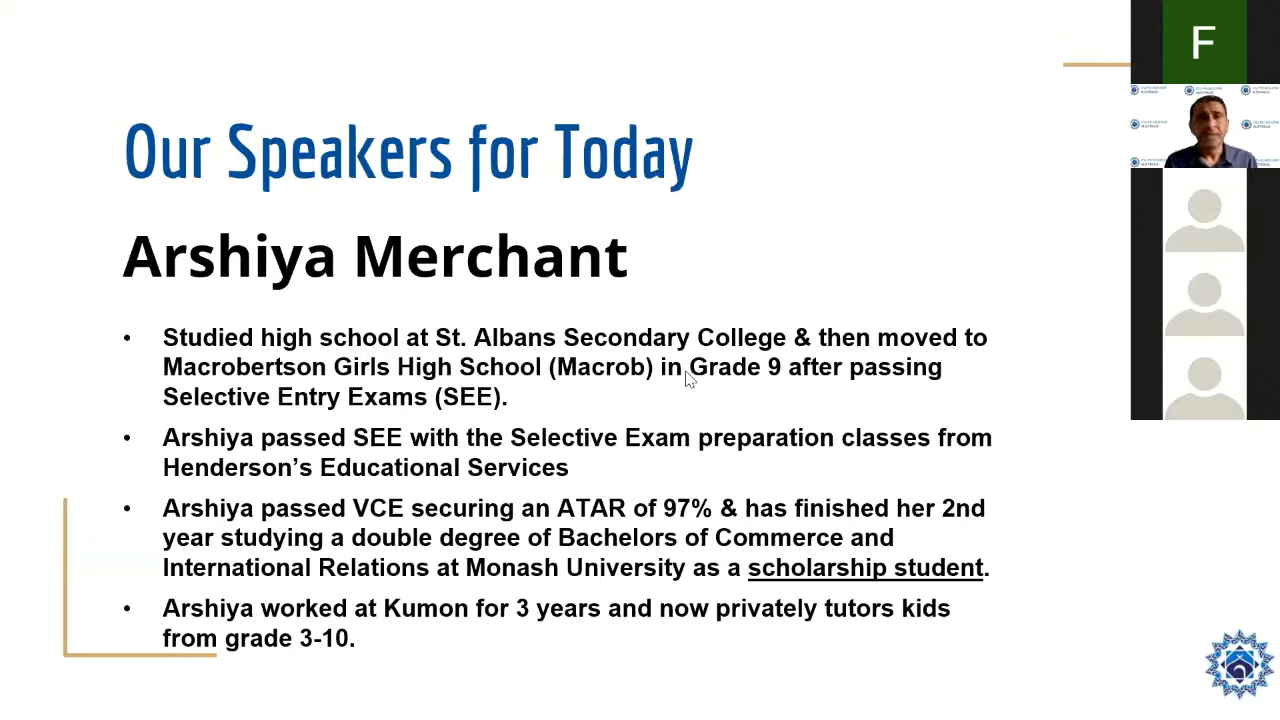 Our Speakers for Today
Arshiya Merchant
• Studied high school at St. Albans Secondary College & then moved to
Macrobertson Girls High School (Macrob) in Grade 9 after passing
Selective Entry Exams (SEE).
• Arshiya passed SEE with the Selective Exam preparation classes from
Henderson’s Educational Services
• Arshiya passed VCE securing an ATAR of 97% & has finished her 2nd
year studying a double degree of Bachelors of Commerce and
International Relations at Monash University as a scholarship student.
• Arshiya worked at Kumon for 3 years and now privately tutors kids
from grade 3-10.
F